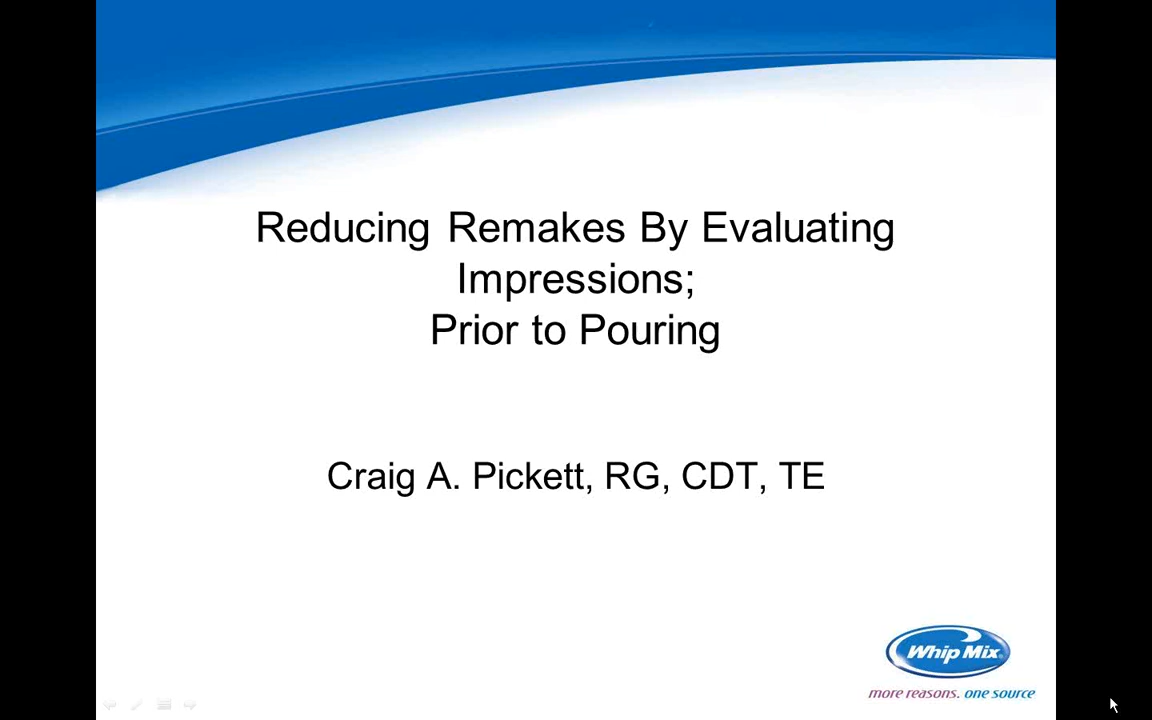 Reducing Remakes By Evaluating
Impressions;
Prior to Pouring
Craig A. Pickett, RG, CDT, TE
Whip Mix®
more reasons. one source